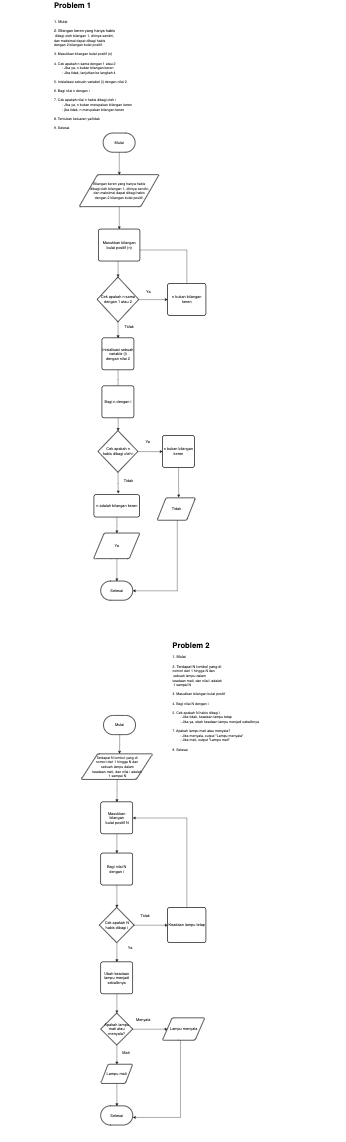 Problem 1
1. Mulai
2. Bilangan keren yang hanya habis
dibagi oleh bilangan 1, dirinya sendiri,
dan maksimal dapat dibagi habis
dengan 2 bilangan bulat positif
3. Masukkan bilangan bulat positif (n)
4. Cek apakah n sama dengan 1 atau 2
- Jika ya, n bukan bilangan keren
- Jika tidak, lanjutkan ke langkah 4
5. Inisialisasi sebuah variabel (i) dengan nilai 2
6. Bagi nilai n dengan i
7. Cek apakah nilai n habis dibagi oleh i
- Jika ya, n bukan merupakan bilangan keren
- jika tidak, n merupakan bilangan keren
8. Tentukan keluaran ya/tidak
9. Selesai
Mulai
Bilangan keren yang hanya habis
dibagi oleh bilangan 1, dirinya sendiri,
dan maksimal dapat dibagi habis
dengan 2 bilangan bulat positif
Masukkan bilangan
bulat positif (n)
Cek apakah n sama
dengan 1 atau 2
Ya
n bukan bilangan
keren
Tidak
Inisialisasi sebuah
variabel (i)
dengan nilai 2
Bagi n dengan i
Cek apakah n
habis dibagi oleh i
Ya
n bukan bilangan
keren
Tidak
n adalah bilangan keren
Tidak
Ya
Selesai
Problem 2
1. Mulai
2. Terdapat N tombol yang di
nomori dari 1 hingga N dan
sebuah lampu dalam
keadaan mati, dan nilai i adalah
1 sampai N
3. Masukkan bilangan bulat positif
4. Bagi nilai N dengan i
5. Cek apakah N habis dibagi i
- Jika tidak, keadaan lampu tetap
- Jika ya, ubah keadaan lampu menjadi sebaliknya
7. Apakah lampu mati atau menyala?
- Jika menyala, output "Lampu menyala"
- Jika mati, output "Lampu mati"
8. Selesai
Mulai
Terdapat N tombol yang di
nomori dari 1 hingga N dan
sebuah lampu dalam
keadaan mati, dan nilai i adalah
1 sampai N
Masukkan
bilangan
bulat positif N
Bagi nilai N
dengan i
Cek apakah N
habis dibagi i
Tidak
Keadaan lampu tetap
Ya
Ubah keadaan
lampu menjadi
sebaliknya
Apakah lampu
mati atau
menyala?
Menyala
Lampu menyala
Mati
Lampu mati
Selesai